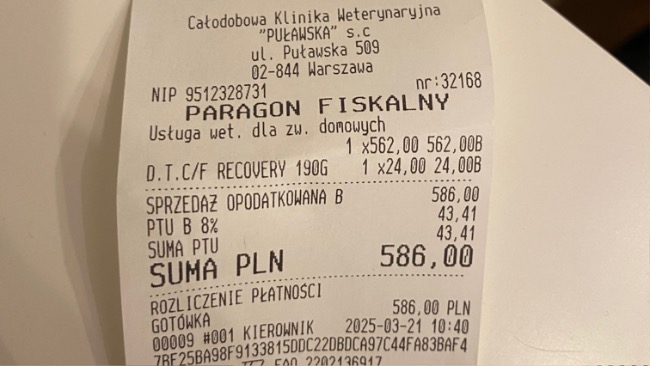 Całodobowa Klinika Weterynaryjna
"PUŁAWSKA" s.c
ul. Puławska 509
02-844 Warszawa
NIP 9512328731 nr:32168
PARAGON FISKALNY
Usługa wet. dla zw. domowych
1 x562,00 562,00B
D.T.C/F RECOVERY 190G 1 x24,00 24,00B
SPRZEDAŻ OPODATKOWANA B 586,00
PTU B 8% 43,41
SUMA PTU 43,41
SUMA PLN 586,00
ROZLICZENIE PŁATNOŚCI
GOTÓWKA 586,00 PLN
00009 #001 KIEROWNIK 2025-03-21 10:40
7BF25BA98F9133815DDC22DBDCA97C44FA83BAF4
EAO 2202136917